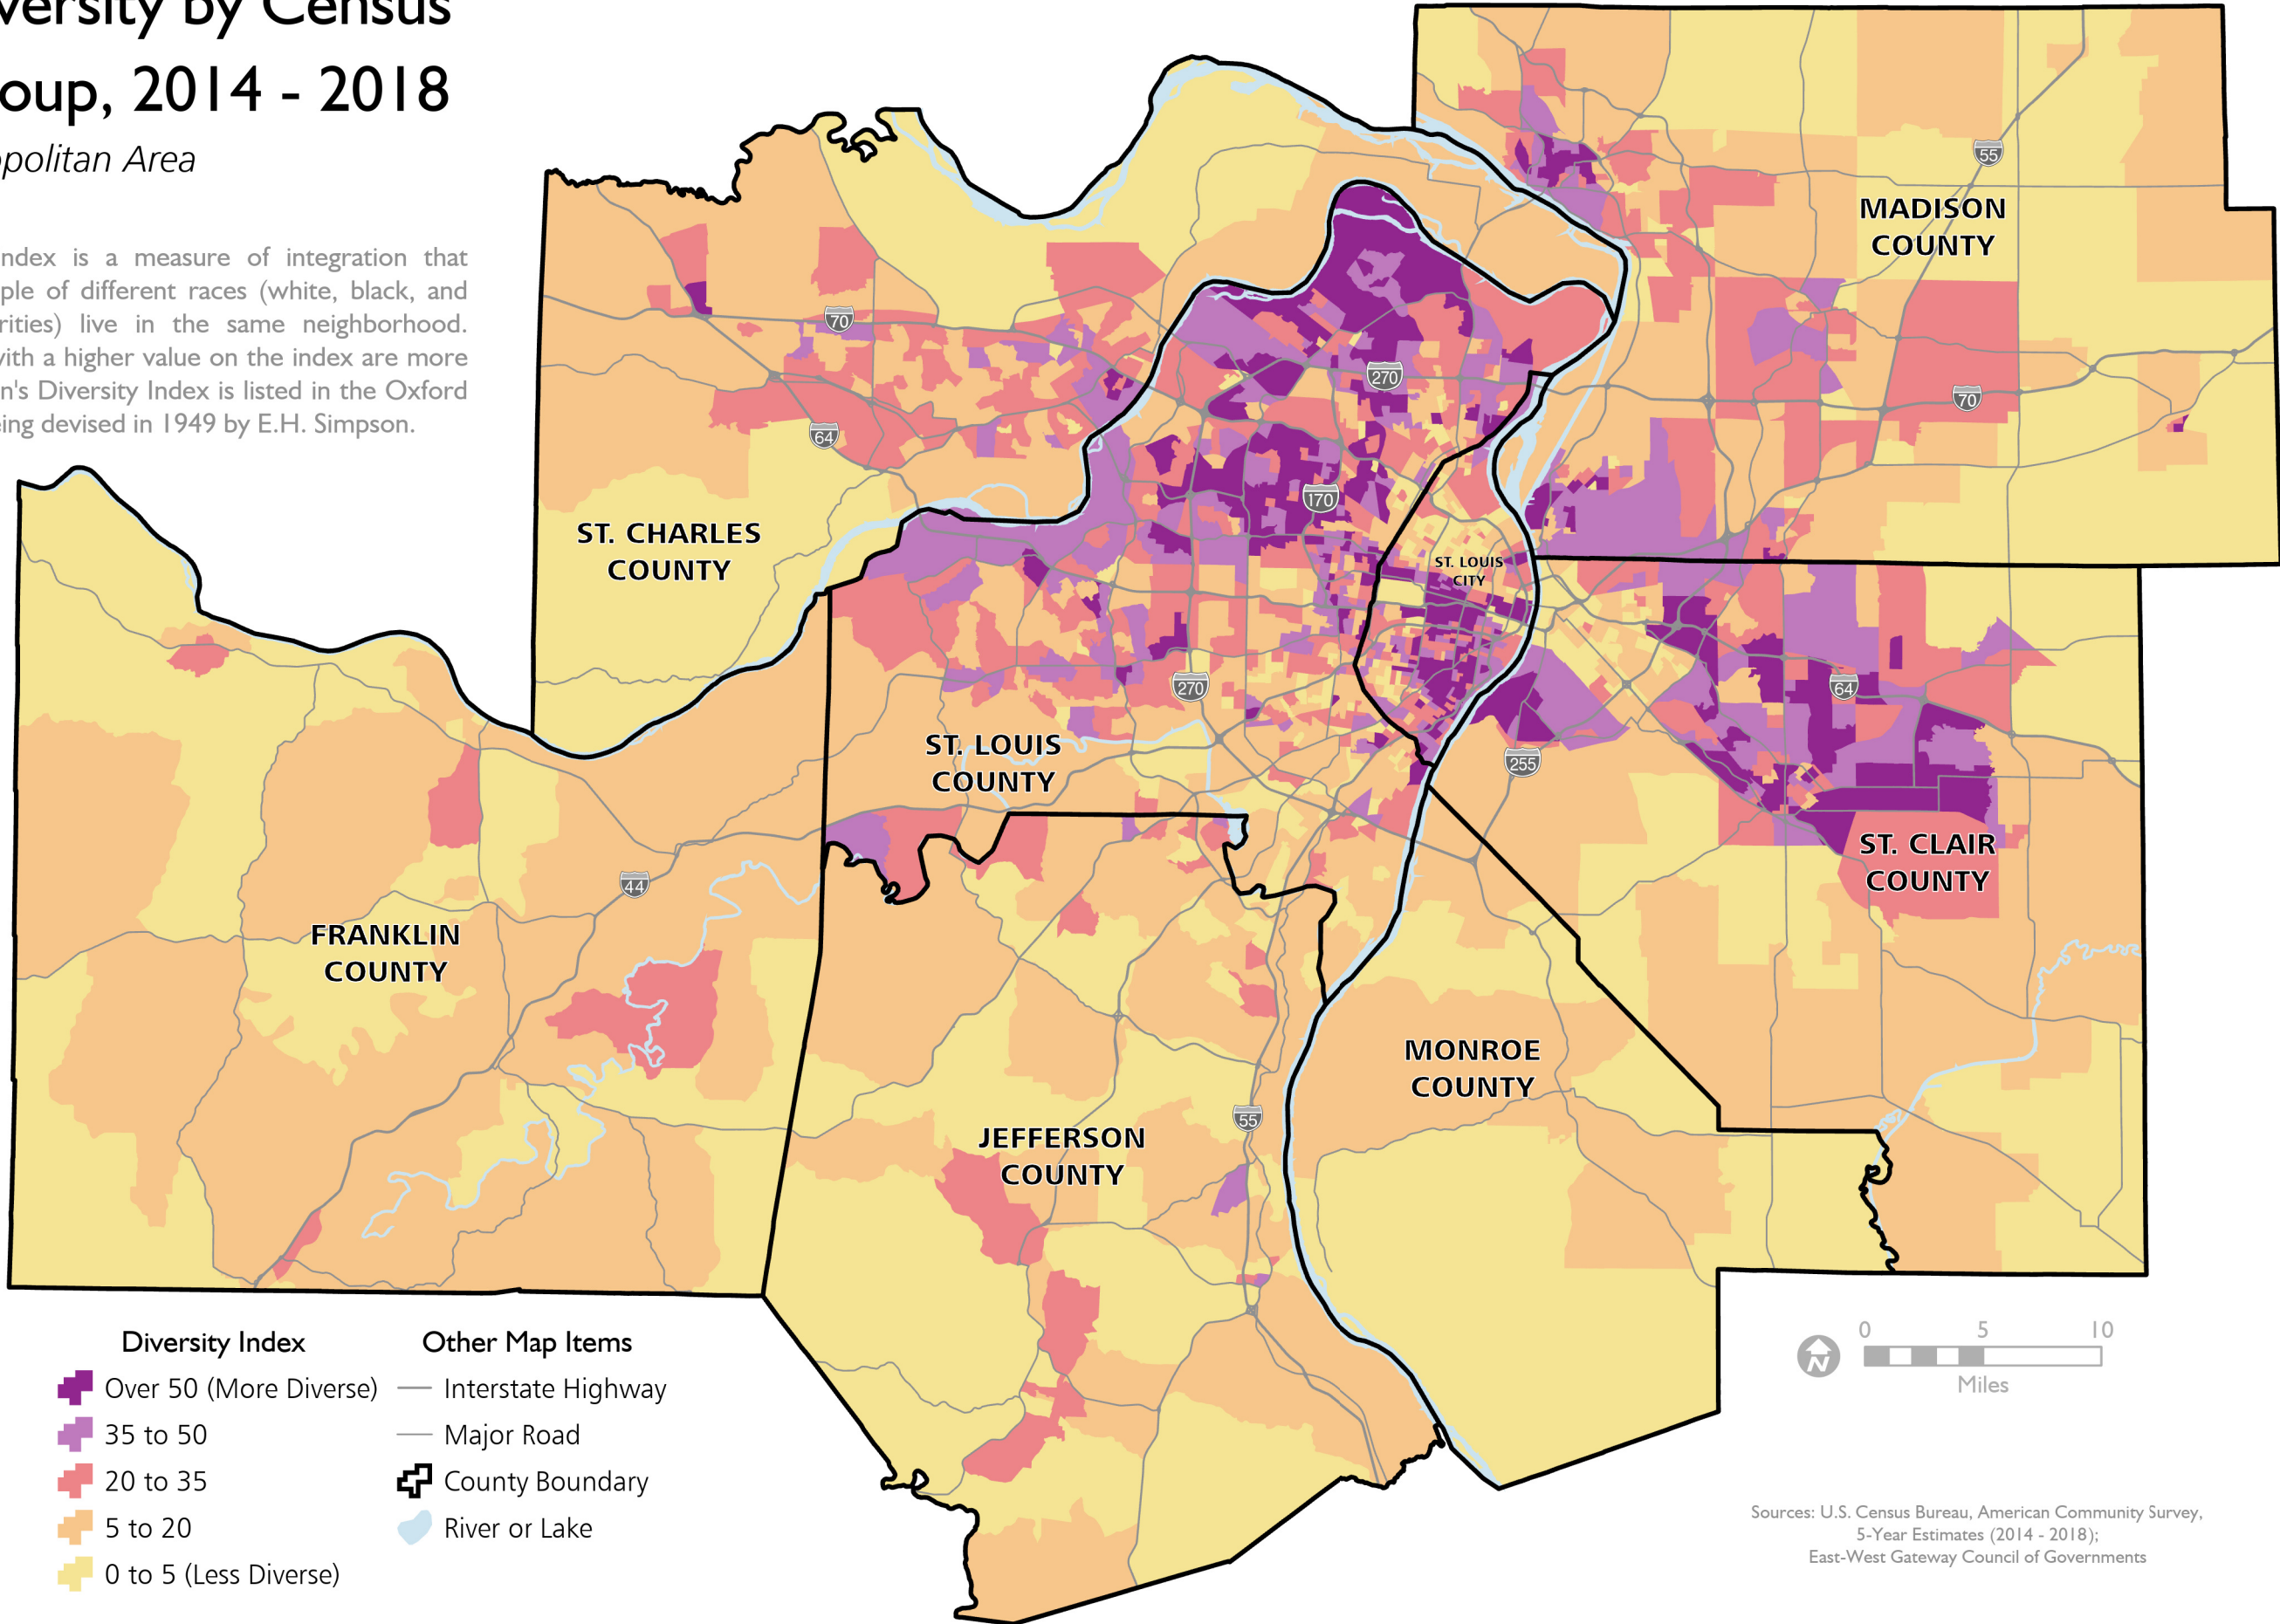 versity by Census
oup, 2014 - 2018
politan Area
ndex is a measure of integration that
ple of different races (white, black, and
rities) live in the same neighborhood.
with a higher value on the index are more
n's Diversity Index is listed in the Oxford
eing devised in 1949 by E.H. Simpson.
55
MADISON
COUNTY
70
270
70
64
170
ST. CHARLES
COUNTY
ST. LOUIS
CITY
270
64
ST. LOUIS
COUNTY
255
ST. CLAIR
COUNTY
44
FRANKLIN
COUNTY
MONROE
COUNTY
55
JEFFERSON
COUNTY
Diversity Index
Over 50 (More Diverse)
35 to 50
20 to 35
5 to 20
0 to 5 (Less Diverse)
Other Map Items
Interstate Highway
Major Road
County Boundary
River or Lake
N
0 5 10
Miles
Sources: U.S. Census Bureau, American Community Survey,
5-Year Estimates (2014 - 2018);
East-West Gateway Council of Governments